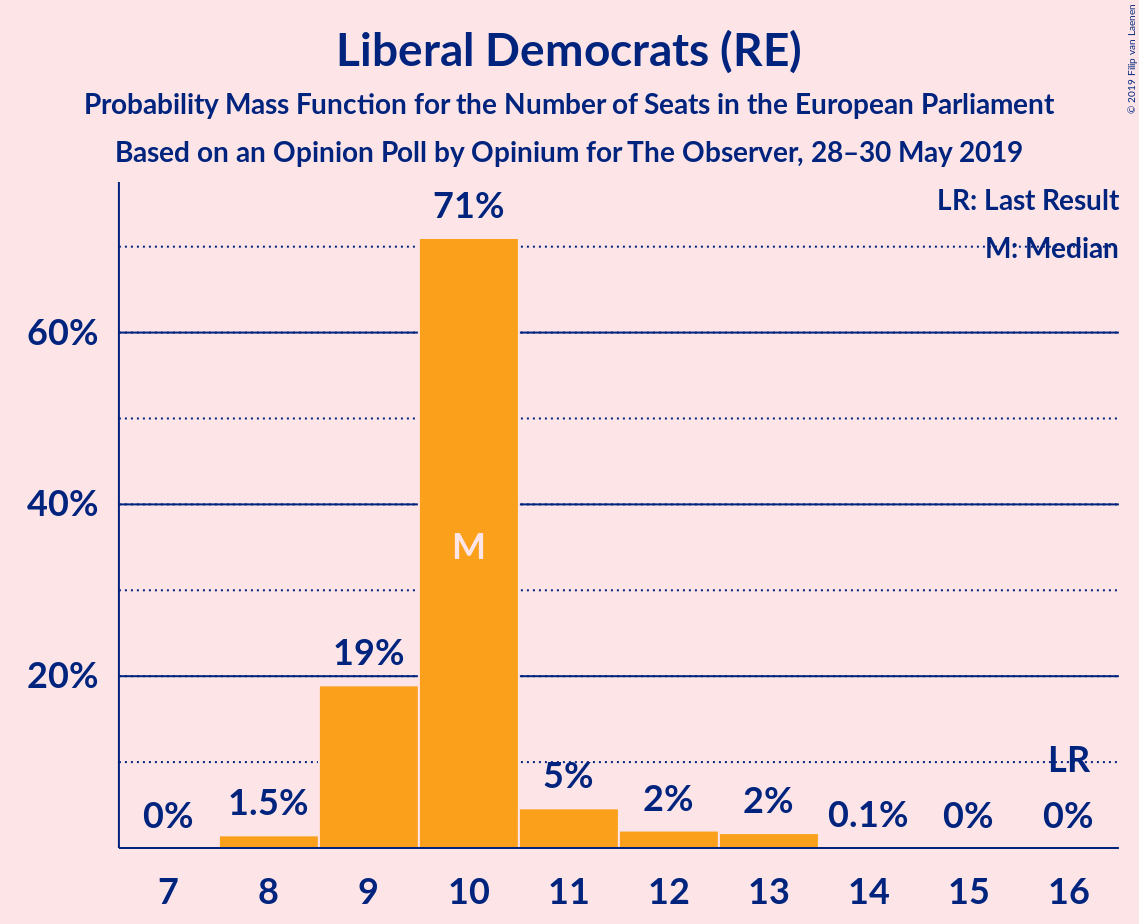 Liberal Democrats (RE)
Probability Mass Function for the Number of Seats in the European Parliament
Based on an Opinion Poll by Opinium for The Observer, 28–30 May 2019
© 2019 Filip van Laenen
LR: Last Result
M: Median
71%
60%
40%
M
19%
20%
LR
5%
0%
1.5%
2%
2%
0.1%
0%
0%
7 8 9 10 11 12 13 14 15 16